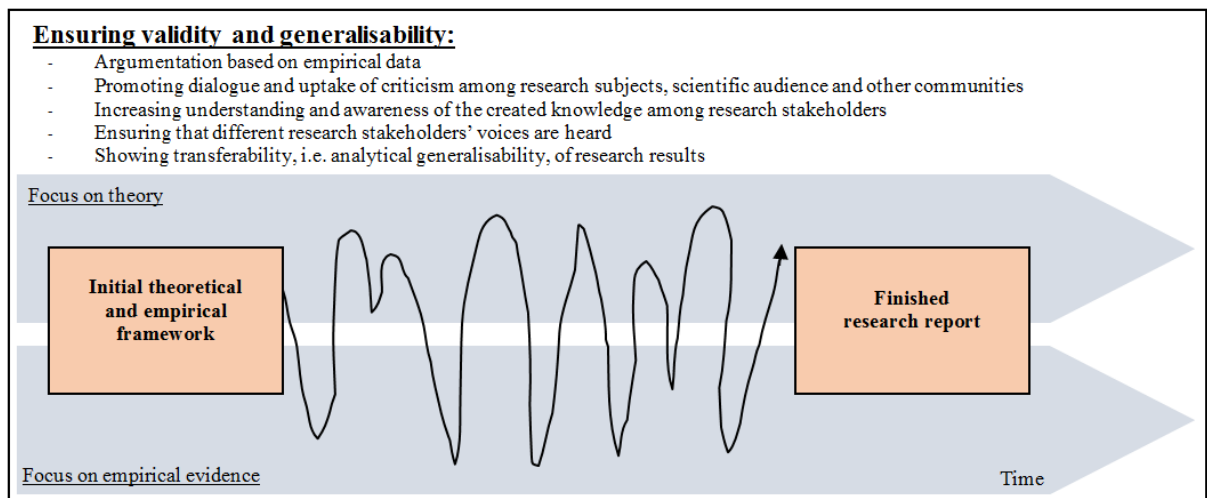 Ensuring validity and generalisability:
- Argumentation based on empirical data
- Promoting dialogue and uptake of criticism among research subjects, scientific audience and other communities
- Increasing understanding and awareness of the created knowledge among research stakeholders
- Ensuring that different research stakeholders' voices are heard
- Showing transferability, i.e. analytical generalisability, of research results
Focus on theory
Initial theoretical
and empirical
framework
Finished
research report
Focus on empirical evidence
Time